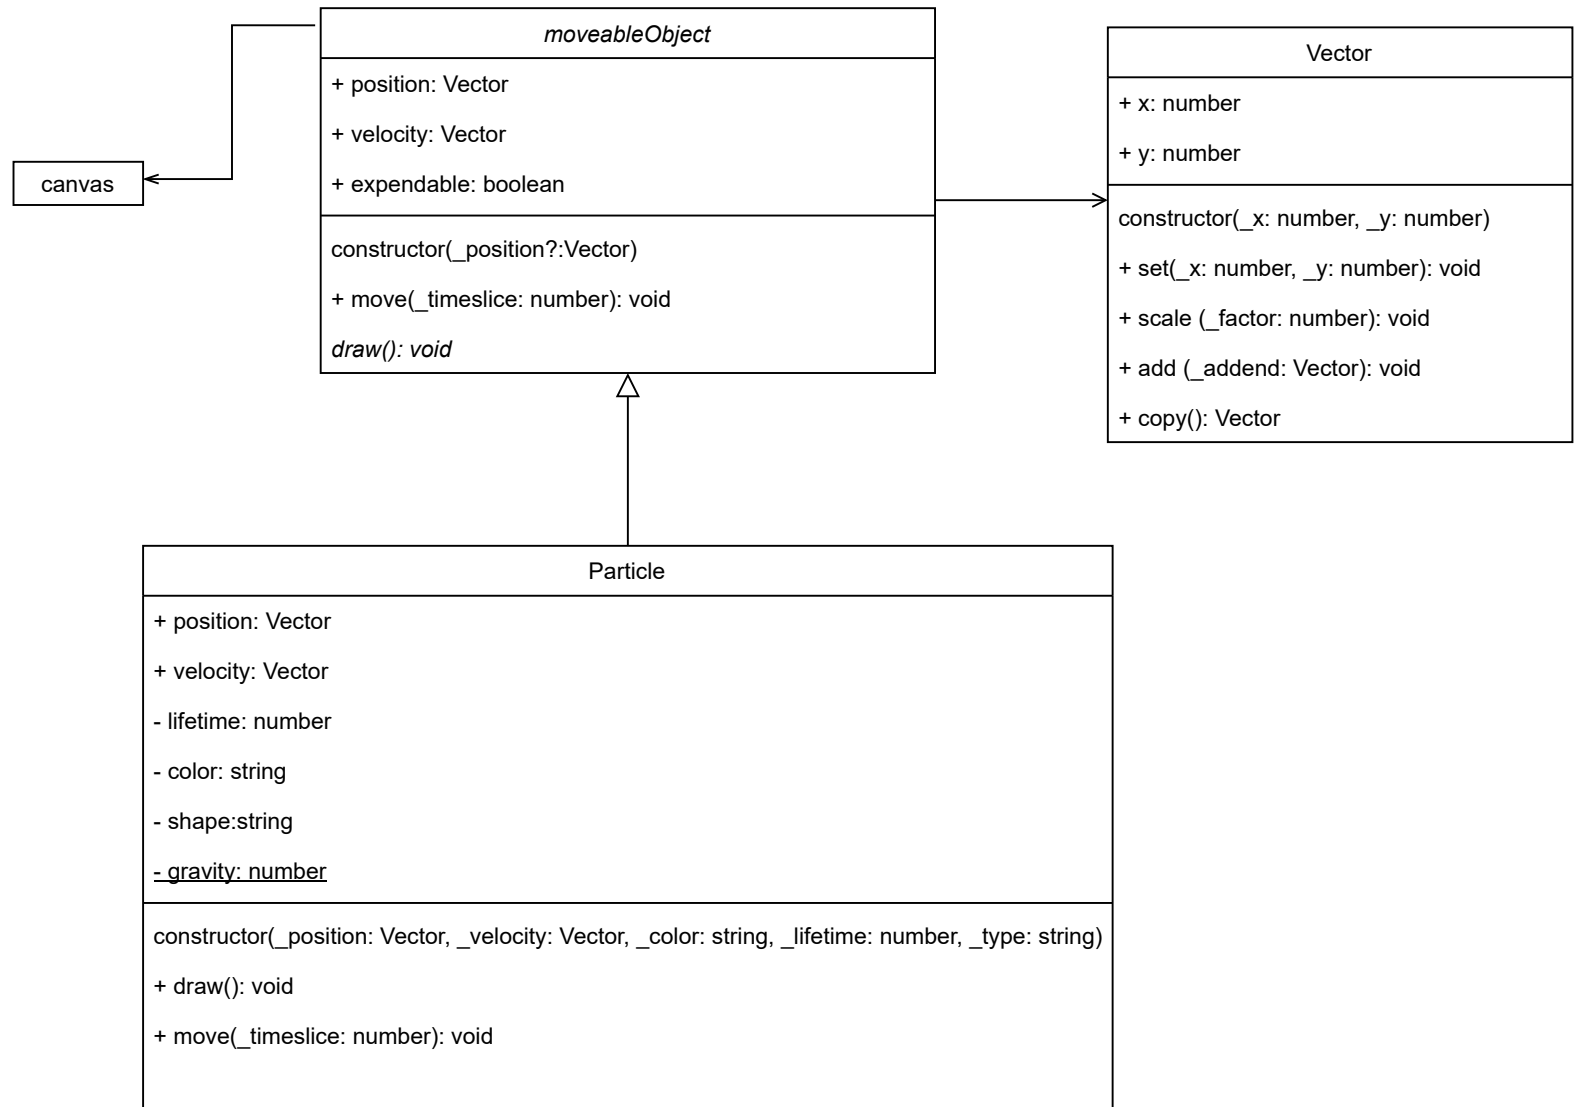 moveableObject
+ position: Vector
+ velocity: Vector
+ expendable: boolean
constructor(_position?:Vector)
+ move(_timeslice: number): void
draw(): void
canvas
Vector
+ x: number
+ y: number
constructor(_x: number, _y: number)
+ set(_x: number, _y: number): void
+ scale (_factor: number): void
+ add (_addend: Vector): void
+ copy(): Vector
Particle
+ position: Vector
+ velocity: Vector
- lifetime: number
- color: string
- shape:string
- gravity: number
constructor(_position: Vector, _velocity: Vector, _color: string, _lifetime: number, _type: string)
+ draw(): void
+ move(_timeslice: number): void